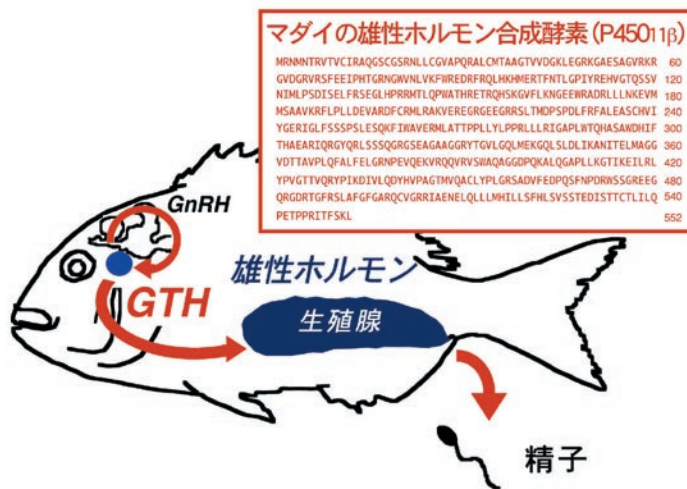 マダイの雄性ホルモン合成酵素(P45011β)
MRNMNTRVTVCIRAQGSCGSRNLLCGVAPQRALCMTAAGTVVDGKLEGRKGAESAGVRKR 60
GVDGRVRSFEEIPHTGRNGWVNLVKFWREDRFRQLHKHMERTFNTLGPIYREHVGTQSSV 120
NIMLPSDISELFRSEGLHPRRMTLQPWATHRETRQHSKGVFLKNGEEWRADRLLLNKEVM 180
MSAAVKRFLPLLDEVARDFCRMLRAKVEREGRGEEGRRSLTMDPSPDLFRFALEASCHVI 240
YGERIGLFSSSPSLESQKFIWAVERMLATTPPLLYLPPRLLLRIGAPLWTQHASAWDHIF 300
THAEARIQRGYQRLSSSQGRGSEAGAAGGRYTGVLGQLMEKGQLSLDLIKANITELMAGG 360
VDTTAVPLQFALFELGRNPEVQEKVRQQVRVSWAQAGGDPQKALQGAPLLKGTIKEILRL 420
YPVGTTVQRYPIKDIVLQDYHVPAGTMVQACLYPLGRSADVFEDPQSFNPDRWSSGREEG 480
QRGDRTGFRSLAFGFGARQCVGRRIAENELQLLLMHILLSFHLSVSSTEDISTTCTLILQ 540
PETPPRITFSKL 552
GnRH
GTH
雄性ホルモン
生殖腺
精子